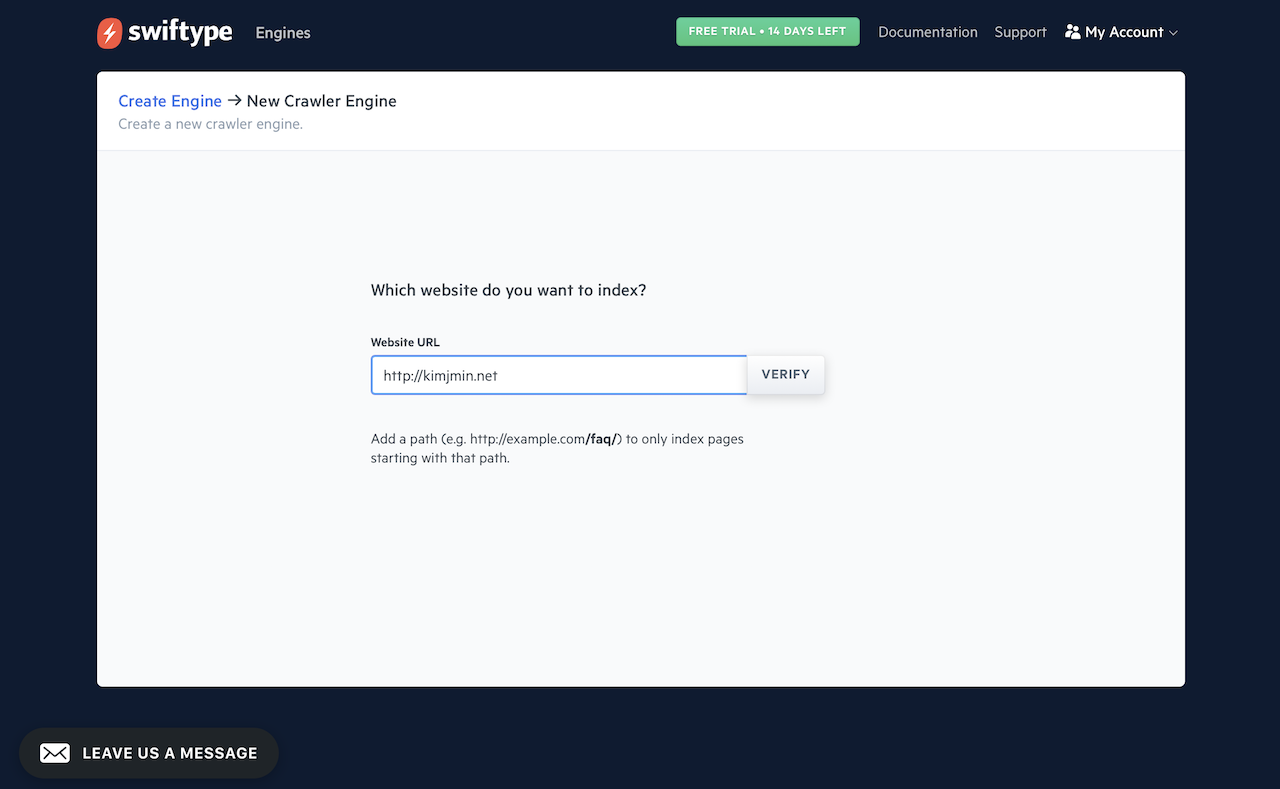 swiftype Engines FREE TRIAL • 14 DAYS LEFT Documentation Support My Account
Create Engine → New Crawler Engine
Create a new crawler engine.
Which website do you want to index?
Website URL
http://kimjmin.net VERIFY
Add a path (e.g. http://example.com/faq/) to only index pages
starting with that path.
LEAVE US A MESSAGE